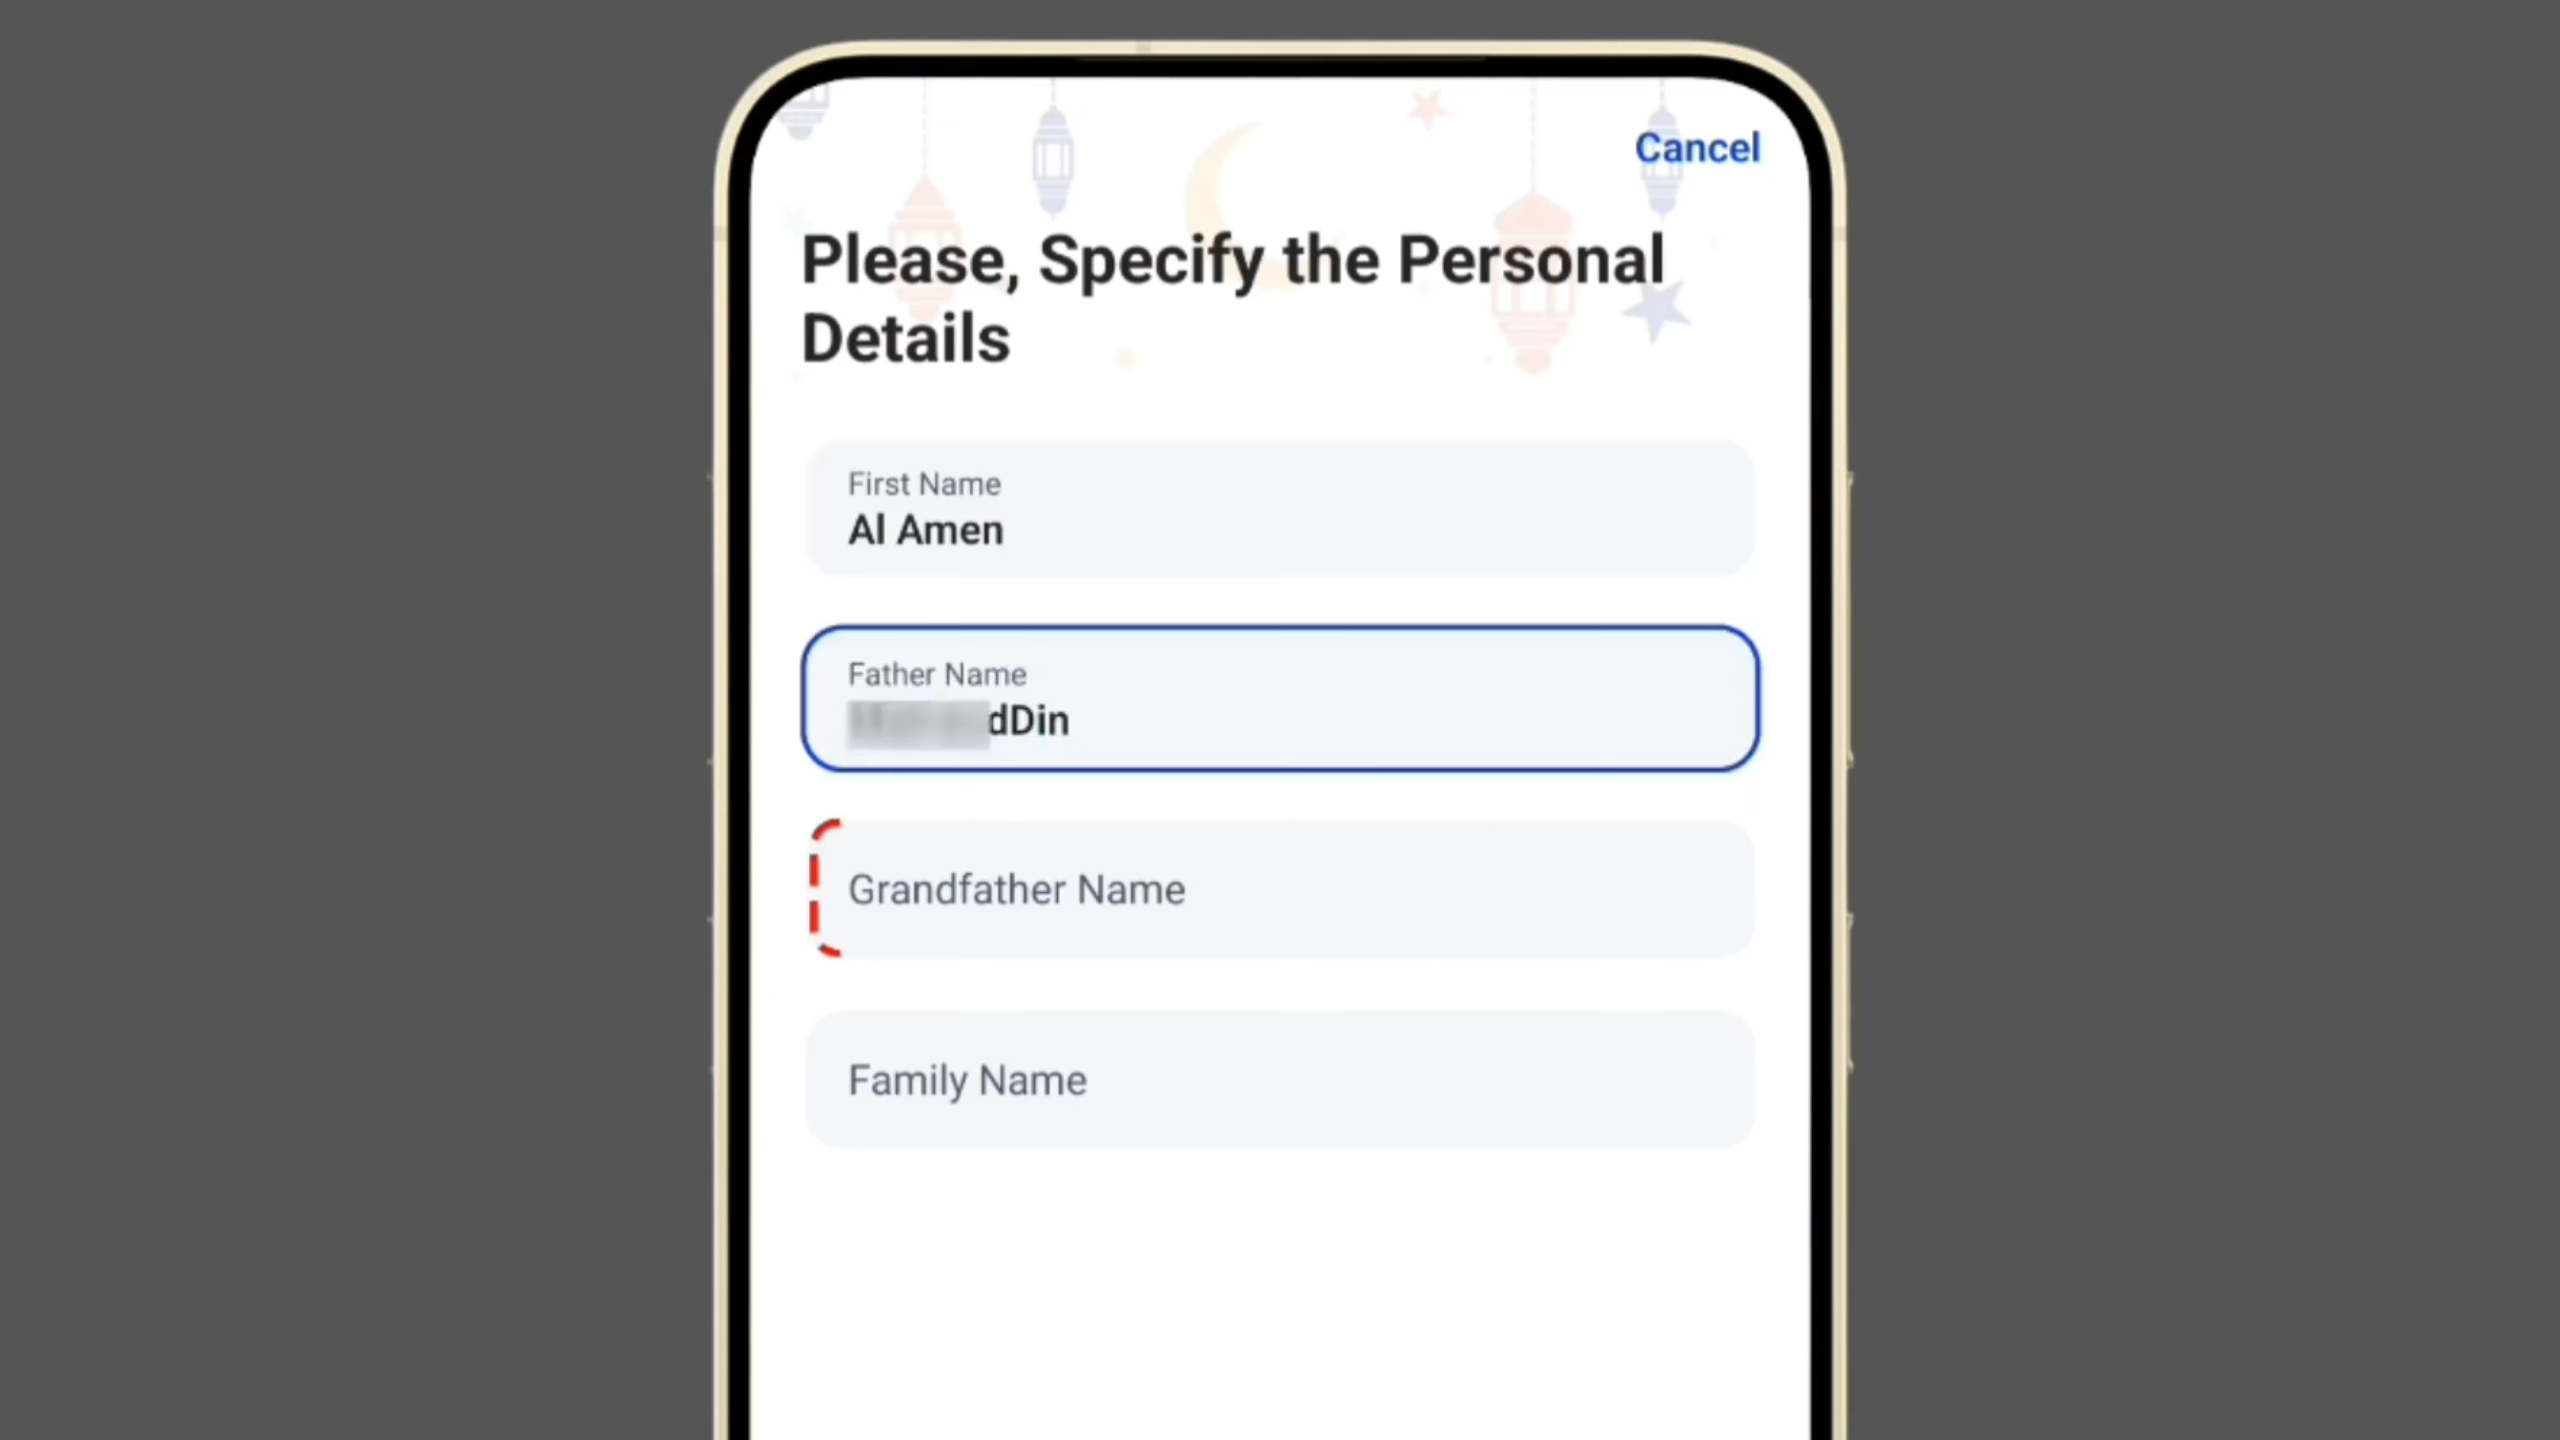 Cancel
Please, Specify the Personal
Details
First Name
Al Amen
Father Name
dDin
Grandfather Name
Family Name